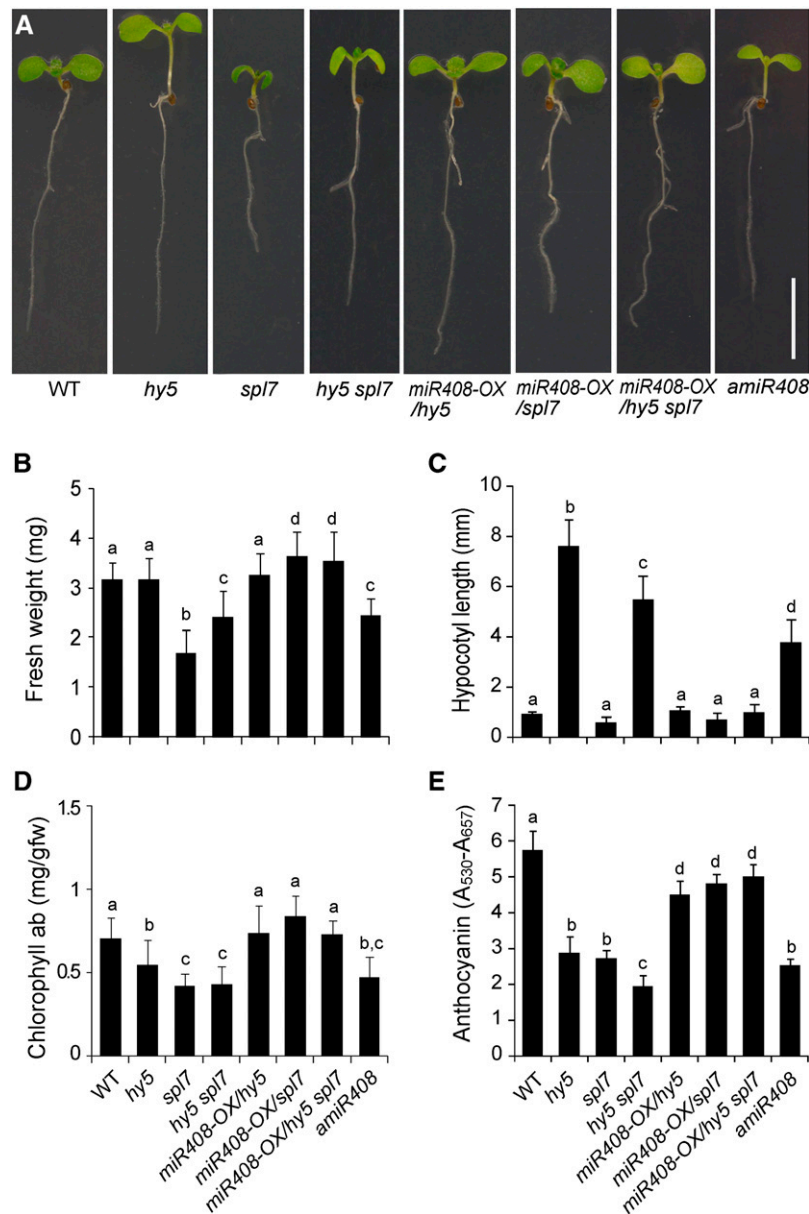 A
WT
hy5
spl7
hy5 spl7
miR408-OX
/hy5
miR408-OX
/spl7
miR408-OX
/hy5 spl7
amiR408
B
Fresh weight (mg)
5
4
3
2
1
0
a
a
b
c
a
d
d
c
C
Hypocotyl length (mm)
10
8
6
4
2
0
a
b
a
c
a
a
a
d
D
Chlorophyll ab (mg/gfw)
1.5
1
0.5
0
a
b
c
c
a
a
a
b,c
WT
hy5
spl7
hy5 spl7
miR408-OX/hy5
miR408-OX/spl7
miR408-OX/hy5 spl7
amiR408
E
Anthocyanin (A530-A657)
7
6
5
4
3
2
1
0
a
b
b
c
d
d
d
b
WT
hy5
spl7
hy5 spl7
miR408-OX/hy5
miR408-OX/spl7
miR408-OX/hy5 spl7
amiR408